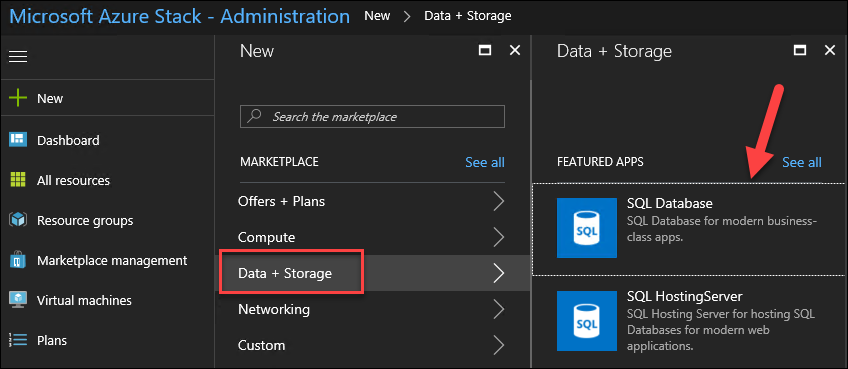 Microsoft Azure Stack - Administration New > Data + Storage
New
Dashboard
All resources
Resource groups
Marketplace management
Virtual machines
Plans
New
Search the marketplace
MARKETPLACE See all
Offers + Plans
Compute
Data + Storage
Networking
Custom
Data + Storage
FEATURED APPS See all
SQL
SQL Database
SQL Database for modern business-
class apps.
SQL
SQL HostingServer
SQL Hosting Server for hosting SQL
Databases for modern web
applications.